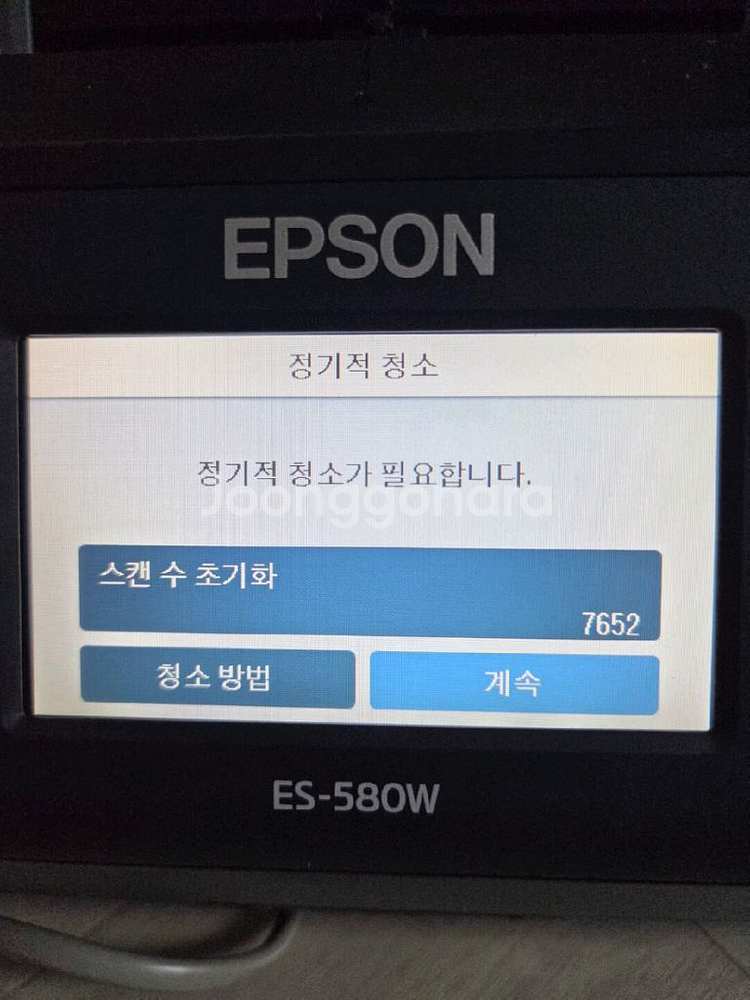 EPSON
정기적 청소
정기적 청소가 필요합니다.
Joonggonara
스캔 수 초기화
7652
청소 방법
계속
ES-580W